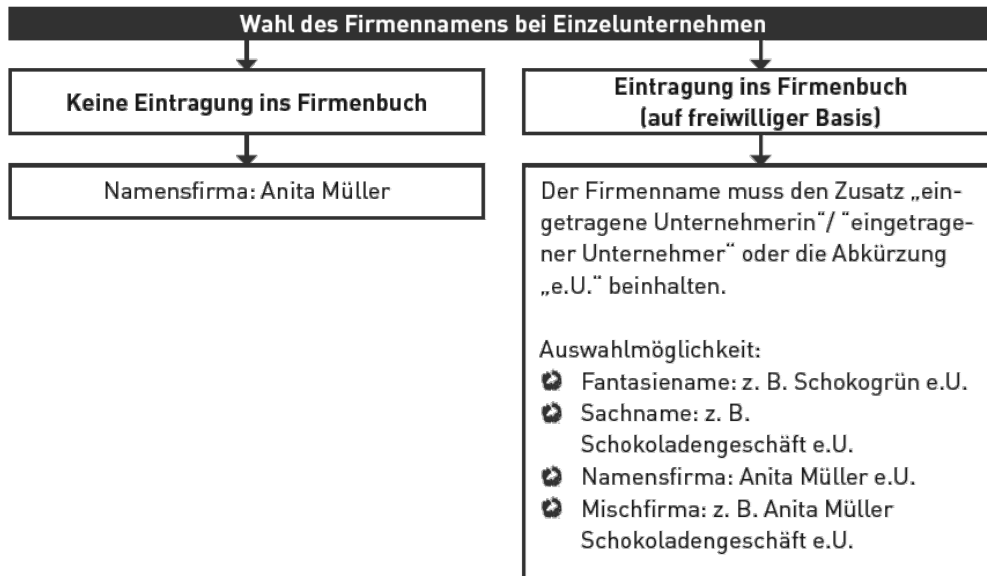 Wahl des Firmennamens bei Einzelunternehmen
Keine Eintragung ins Firmenbuch
Namensfirma: Anita Müller
Eintragung ins Firmenbuch
(auf freiwilliger Basis)
Der Firmenname muss den Zusatz „ein-
getragene Unternehmerin“/ “eingetrage-
ner Unternehmer“ oder die Abkürzung
„e.U.“ beinhalten.
Auswahlmöglichkeit:
Fantasiename: z. B. Schokogrün e.U.
Sachname: z. B.
Schokoladengeschäft e.U.
Namensfirma: Anita Müller e.U.
Mischfirma: z. B. Anita Müller
Schokoladengeschäft e.U.